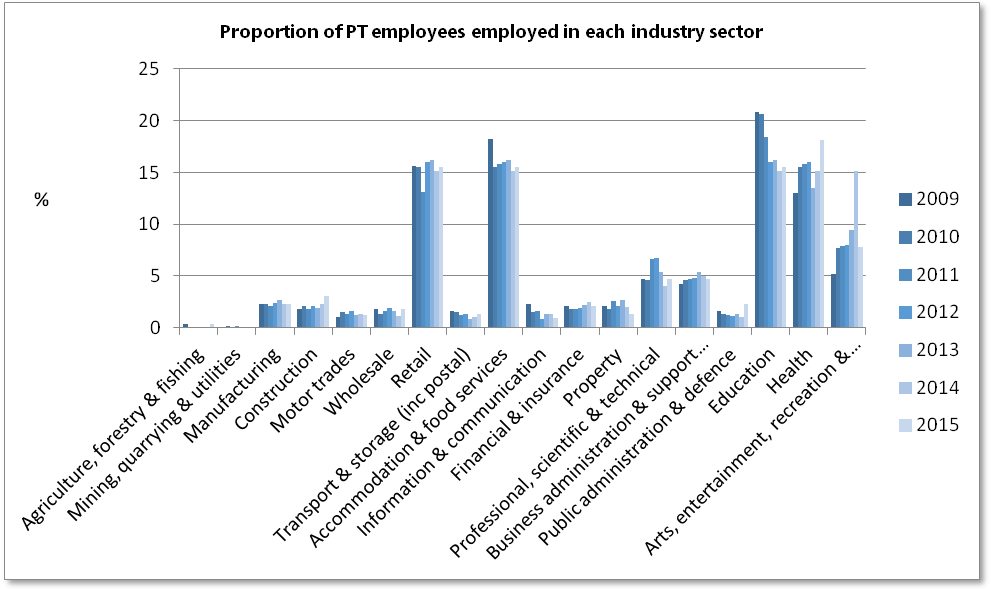 Proportion of PT employees employed in each industry sector
25
20
15
10
5
0
%
Agriculture, forestry & fishing
Mining, quarrying & utilities
Manufacturing
Construction
Motor trades
Wholesale
Retail
Transport & storage (inc postal)
Accommodation & food services
Information & communication
Financial & insurance
Property
Professional, scientific & technical
Business administration & support...
Public administration & defence
Education
Health
Arts, entertainment, recreation &...
2009
2010
2011
2012
2013
2014
2015